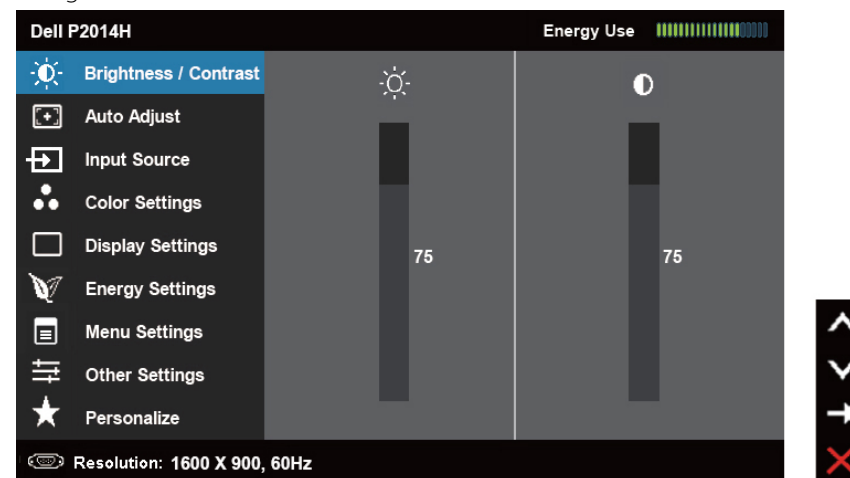 Dell P2014H Energy Use
Brightness / Contrast
Auto Adjust
Input Source
Color Settings
Display Settings
75 75
Energy Settings
Menu Settings
Other Settings
Personalize
Resolution: 1600 X 900, 60Hz